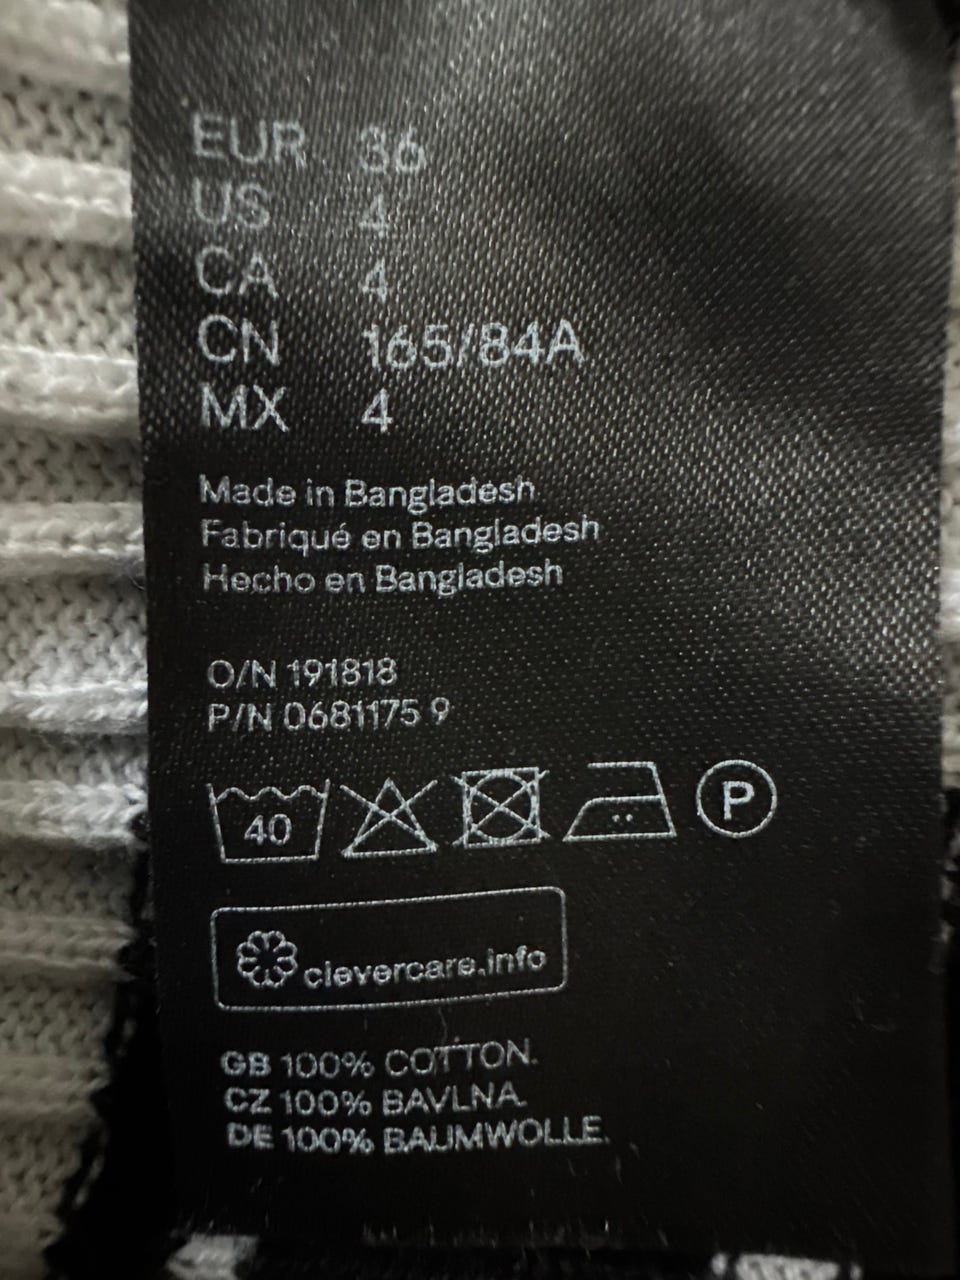 EUR 36
US 4
CA 4
CN 165/84A
MX 4
Made in Bangladesh
Fabriqué en Bangladesh
Hecho en Bangladesh
O/N 191818
P/N 0681175 9
40 P
clevercare.info
GB 100% COTTON.
CZ 100% BAVLNA.
DE 100% BAUMWOLLE.